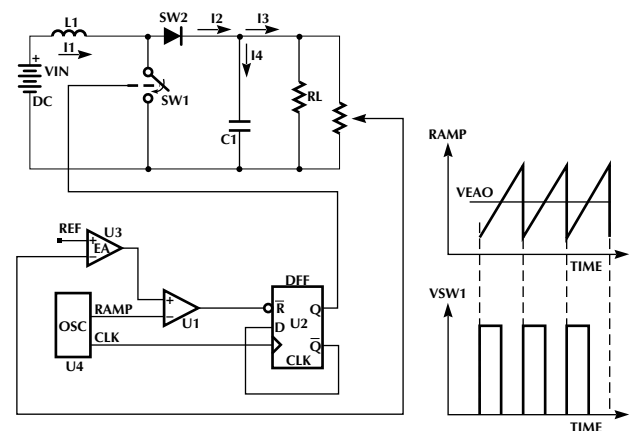 L1
SW2
I2
I3
I1
I4
+
VIN
DC
SW1
RL
C1
RAMP
VEAO
TIME
REF
U3
+
EA
–
DFF
RAMP
+
–
U1
R
Q
D
U2
OSC
CLK
Q
CLK
U4
VSW1
TIME